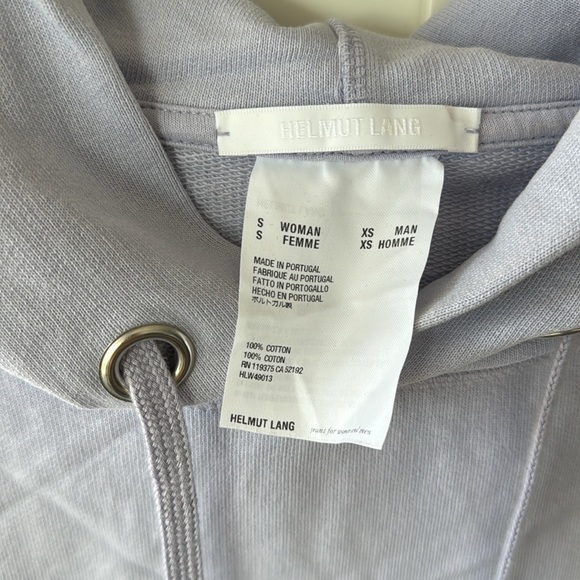 HELMUT LANG
S WOMAN XS MAN
S FEMME XS HOMME
MADE IN PORTUGAL
FABRIQUE AU PORTUGAL
FATTO IN PORTOGALLO
HECHO EN PORTUGAL
ポルトガル製
100% COTTON
100% COTON
RN 119375 CA 52192
HLW49013
HELMUT LANG